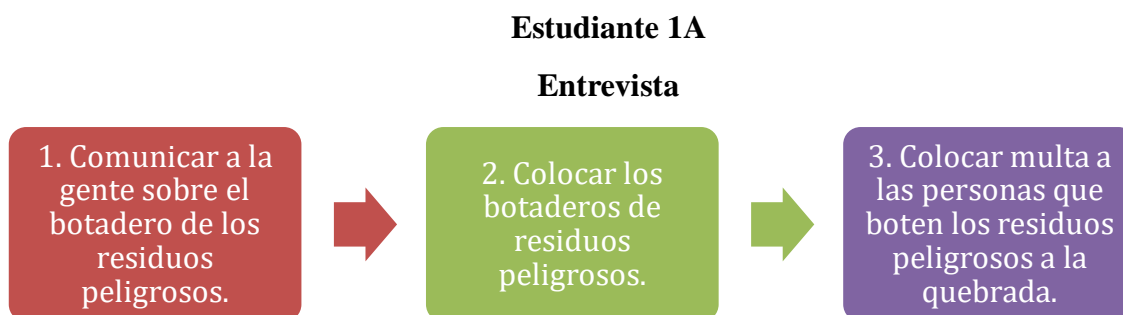 Estudiante 1A
Entrevista
1. Comunicar a la
gente sobre el
botadero de los
residuos
peligrosos.
2. Colocar los
botaderos de
residuos
peligrosos.
3. Colocar multa a
las personas que
boten los residuos
peligrosos a la
quebrada.